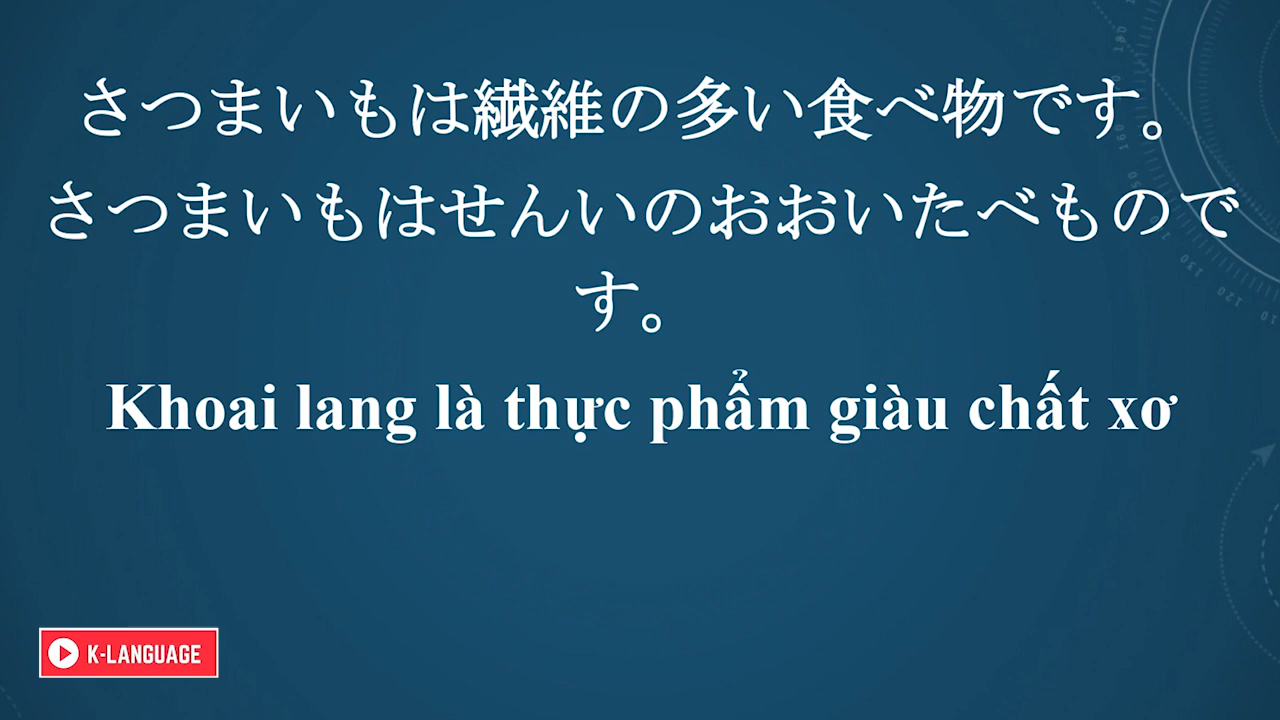 さつまいもは繊維の多い食べ物です。
さつまいもはせんいのおおいたべもので
す。
Khoai lang là thực phẩm giàu chất xơ
K-LANGUAGE